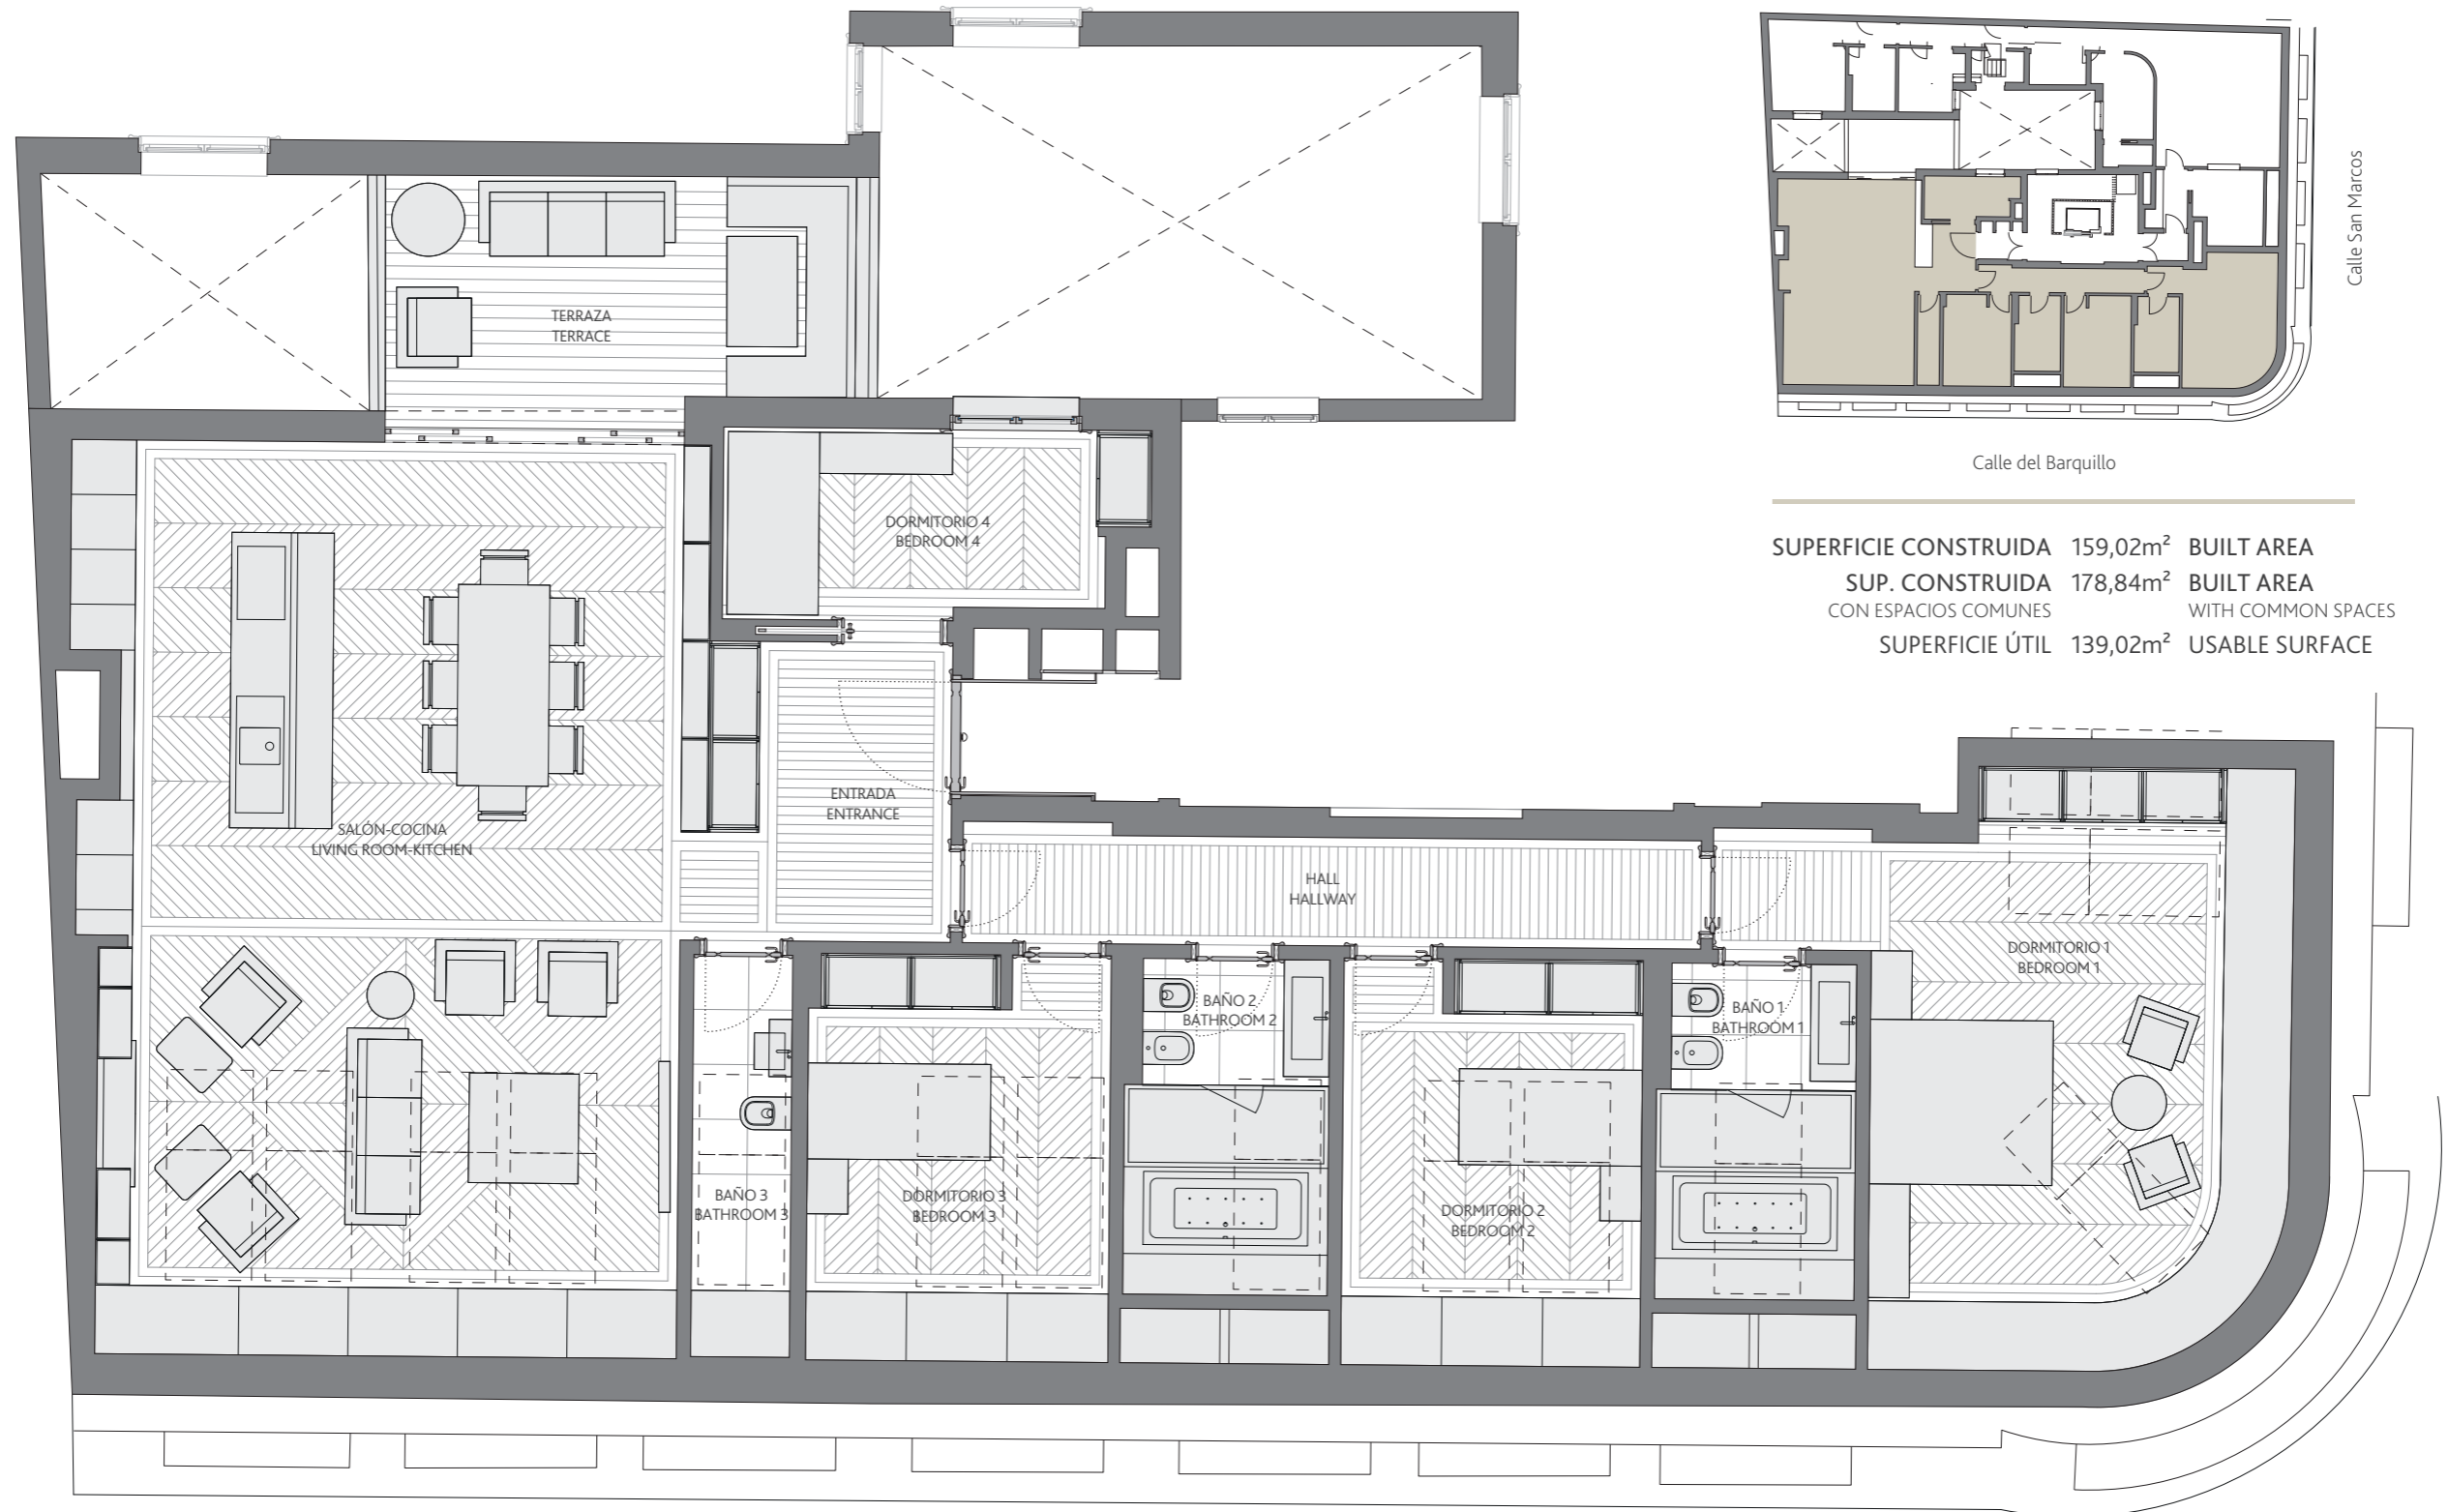 TERRAZA
TERRACE
DORMITORIO 4
BEDROOM 4
ENTRADA
ENTRANCE
SALÓN-COCINA
LIVING ROOM-KITCHEN
HALL
HALLWAY
DORMITORIO 1
BEDROOM 1
BAÑO 2
BATHROOM 2
BAÑO 1
BATHROOM 1
BAÑO 3
BATHROOM 3
DORMITORIO 3
BEDROOM 3
DORMITORIO 2
BEDROOM 2
Calle San Marcos
Calle del Barquillo
SUPERFICIE CONSTRUIDA 159,02m² BUILT AREA
SUP. CONSTRUIDA 178,84m² BUILT AREA
CON ESPACIOS COMUNES WITH COMMON SPACES
SUPERFICIE ÚTIL 139,02m² USABLE SURFACE